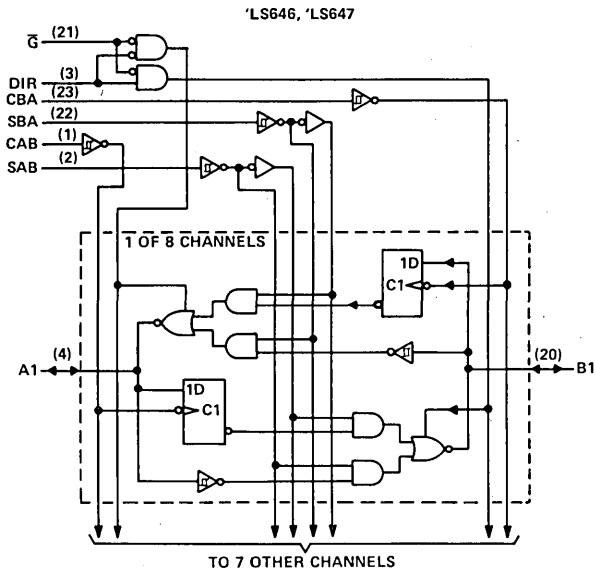 'LS646, 'LS647
G̅ (21)
DIR (3)
CBA (23)
SBA (22)
CAB (1)
SAB (2)
1 OF 8 CHANNELS
1D
C1
A1 (4)
(20) B1
1D
C1
TO 7 OTHER CHANNELS